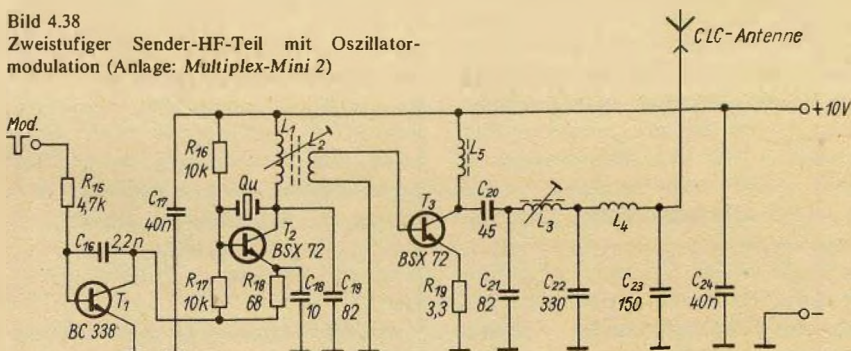 Bild 4.38
Zweistufiger Sender-HF-Teil mit Oszillator-
modulation (Anlage: Multiplex-Mini 2)
CLC-Antenne
+10V
Mod.
R15
4,7k
C16 2,2n
T1
BC 338
C17
40n
R16
10k
Qu
L1
L2
T2
BSX 72
R17
10k
R18
68
C18
10
C19
82
L5
T3
BSX 72
C20
45
L3
L4
R19
3,3
C21
82
C22
330
C23
150
C24
40n
-